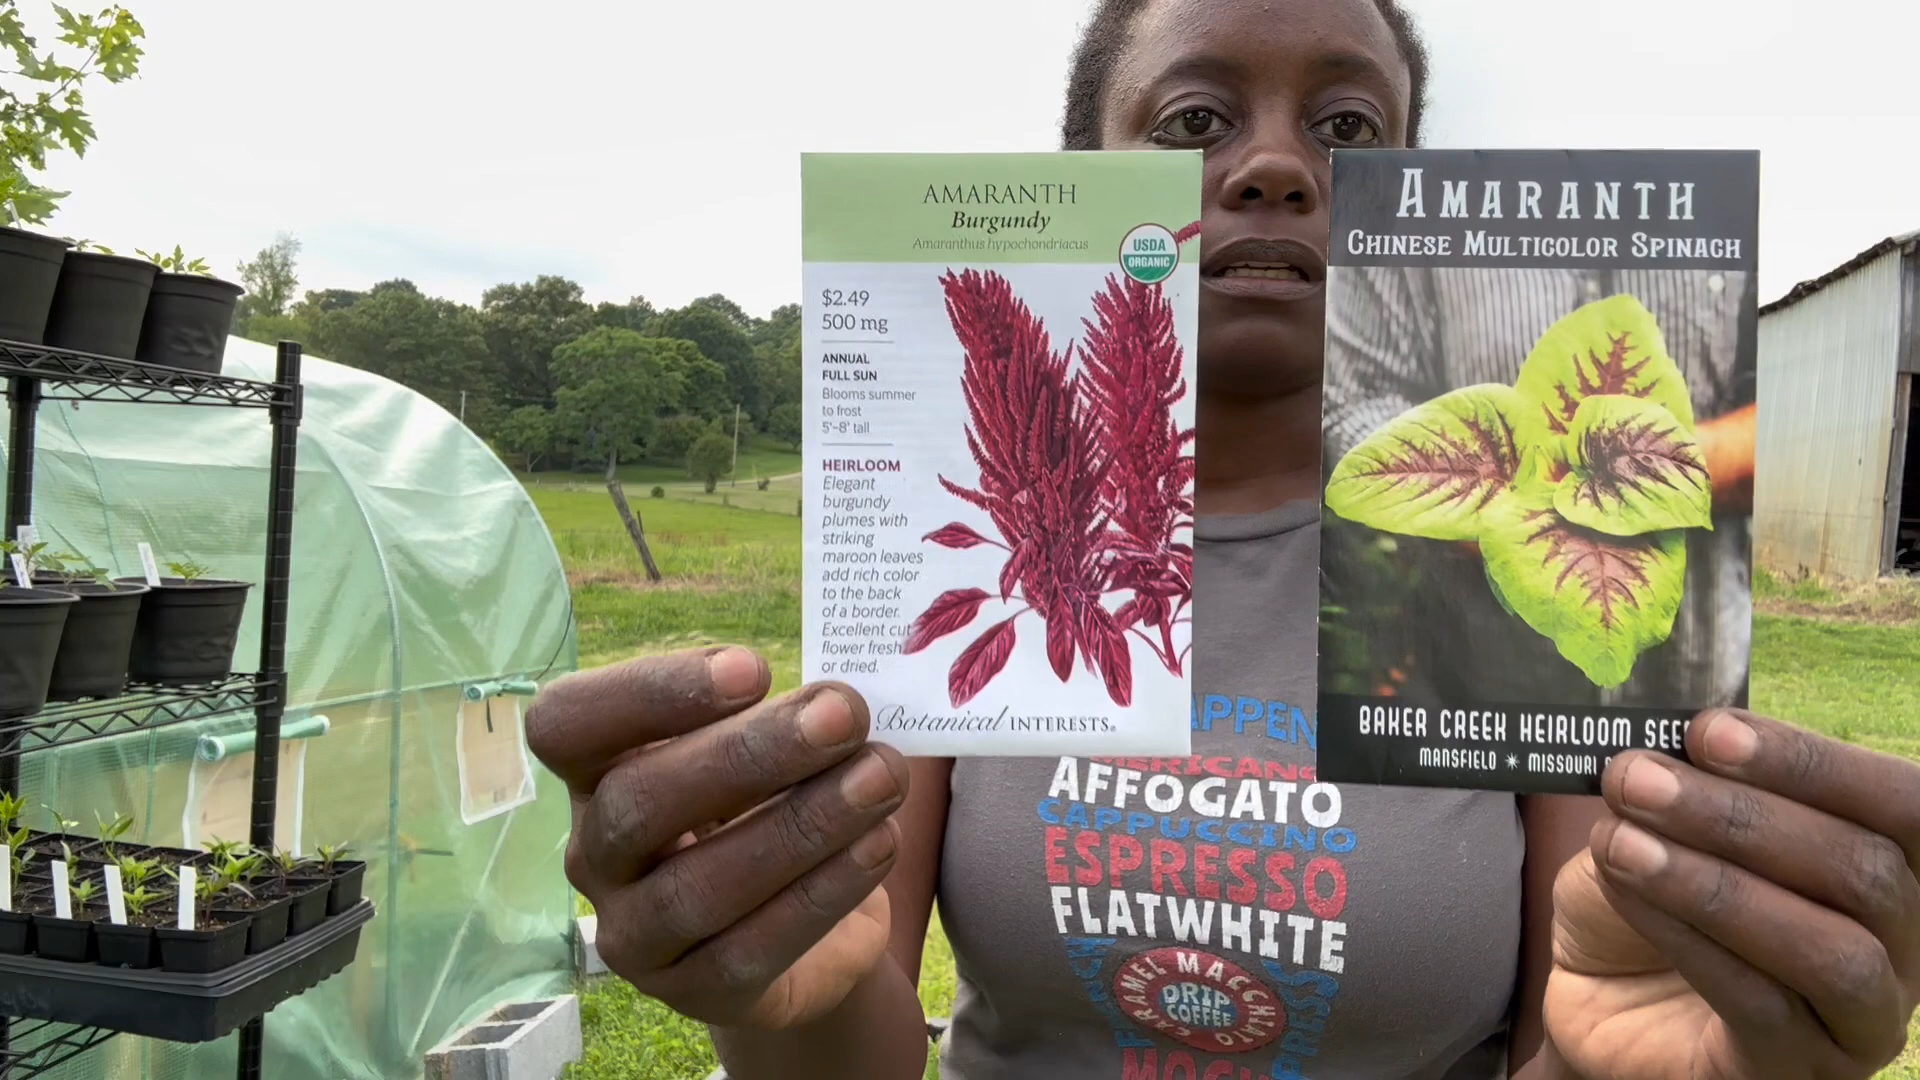 AMARANTH
Burgundy
Amaranthus hypochondriacus
USDA
ORGANIC
$2.49
500 mg
ANNUAL
FULL SUN
Blooms summer
to frost
5'-8' tall
HEIRLOOM
Elegant
burgundy
plumes with
striking
maroon leaves
add rich color
to the back
of a border.
Excellent cut
flower fresh
or dried.
Botanical INTERESTS®
AMARANTH
CHINESE MULTICOLOR SPINACH
BAKER CREEK HEIRLOOM SEE
MANSFIELD * MISSOURI
APPEN
AFFOGATO
CAPPUCCINO
ESPRESSO
FLATWHITE
CARAMEL MACCHIATO
DRIP
COFFEE